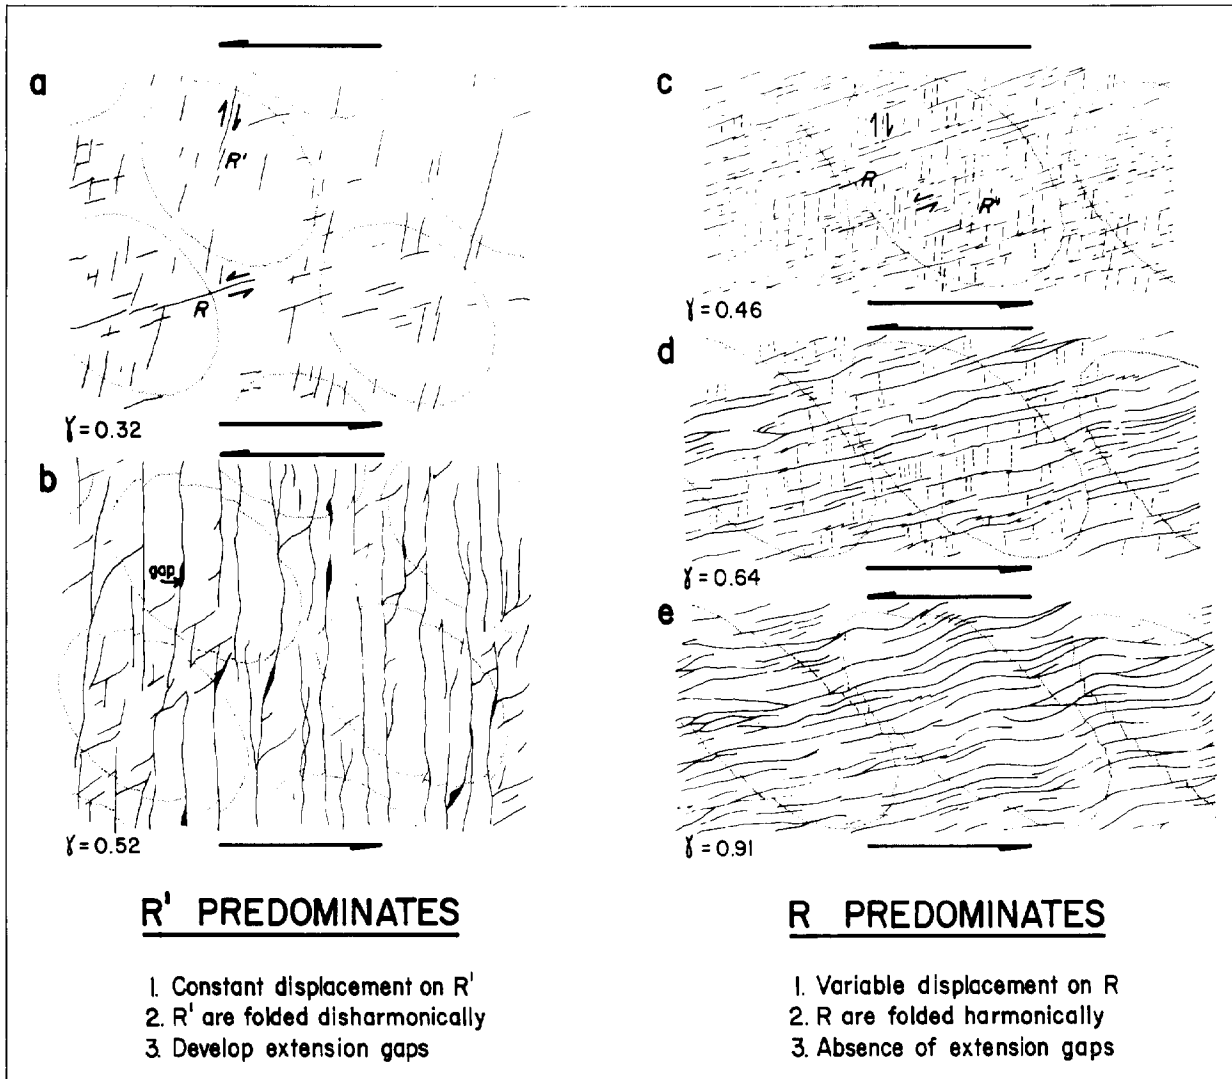 a
R'
R
γ = 0.32
b
gap
γ = 0.52
R' PREDOMINATES
1. Constant displacement on R'
2. R' are folded disharmonically
3. Develop extension gaps
c
R
R'
γ = 0.46
d
γ = 0.64
e
γ = 0.91
R PREDOMINATES
1. Variable displacement on R
2. R are folded harmonically
3. Absence of extension gaps